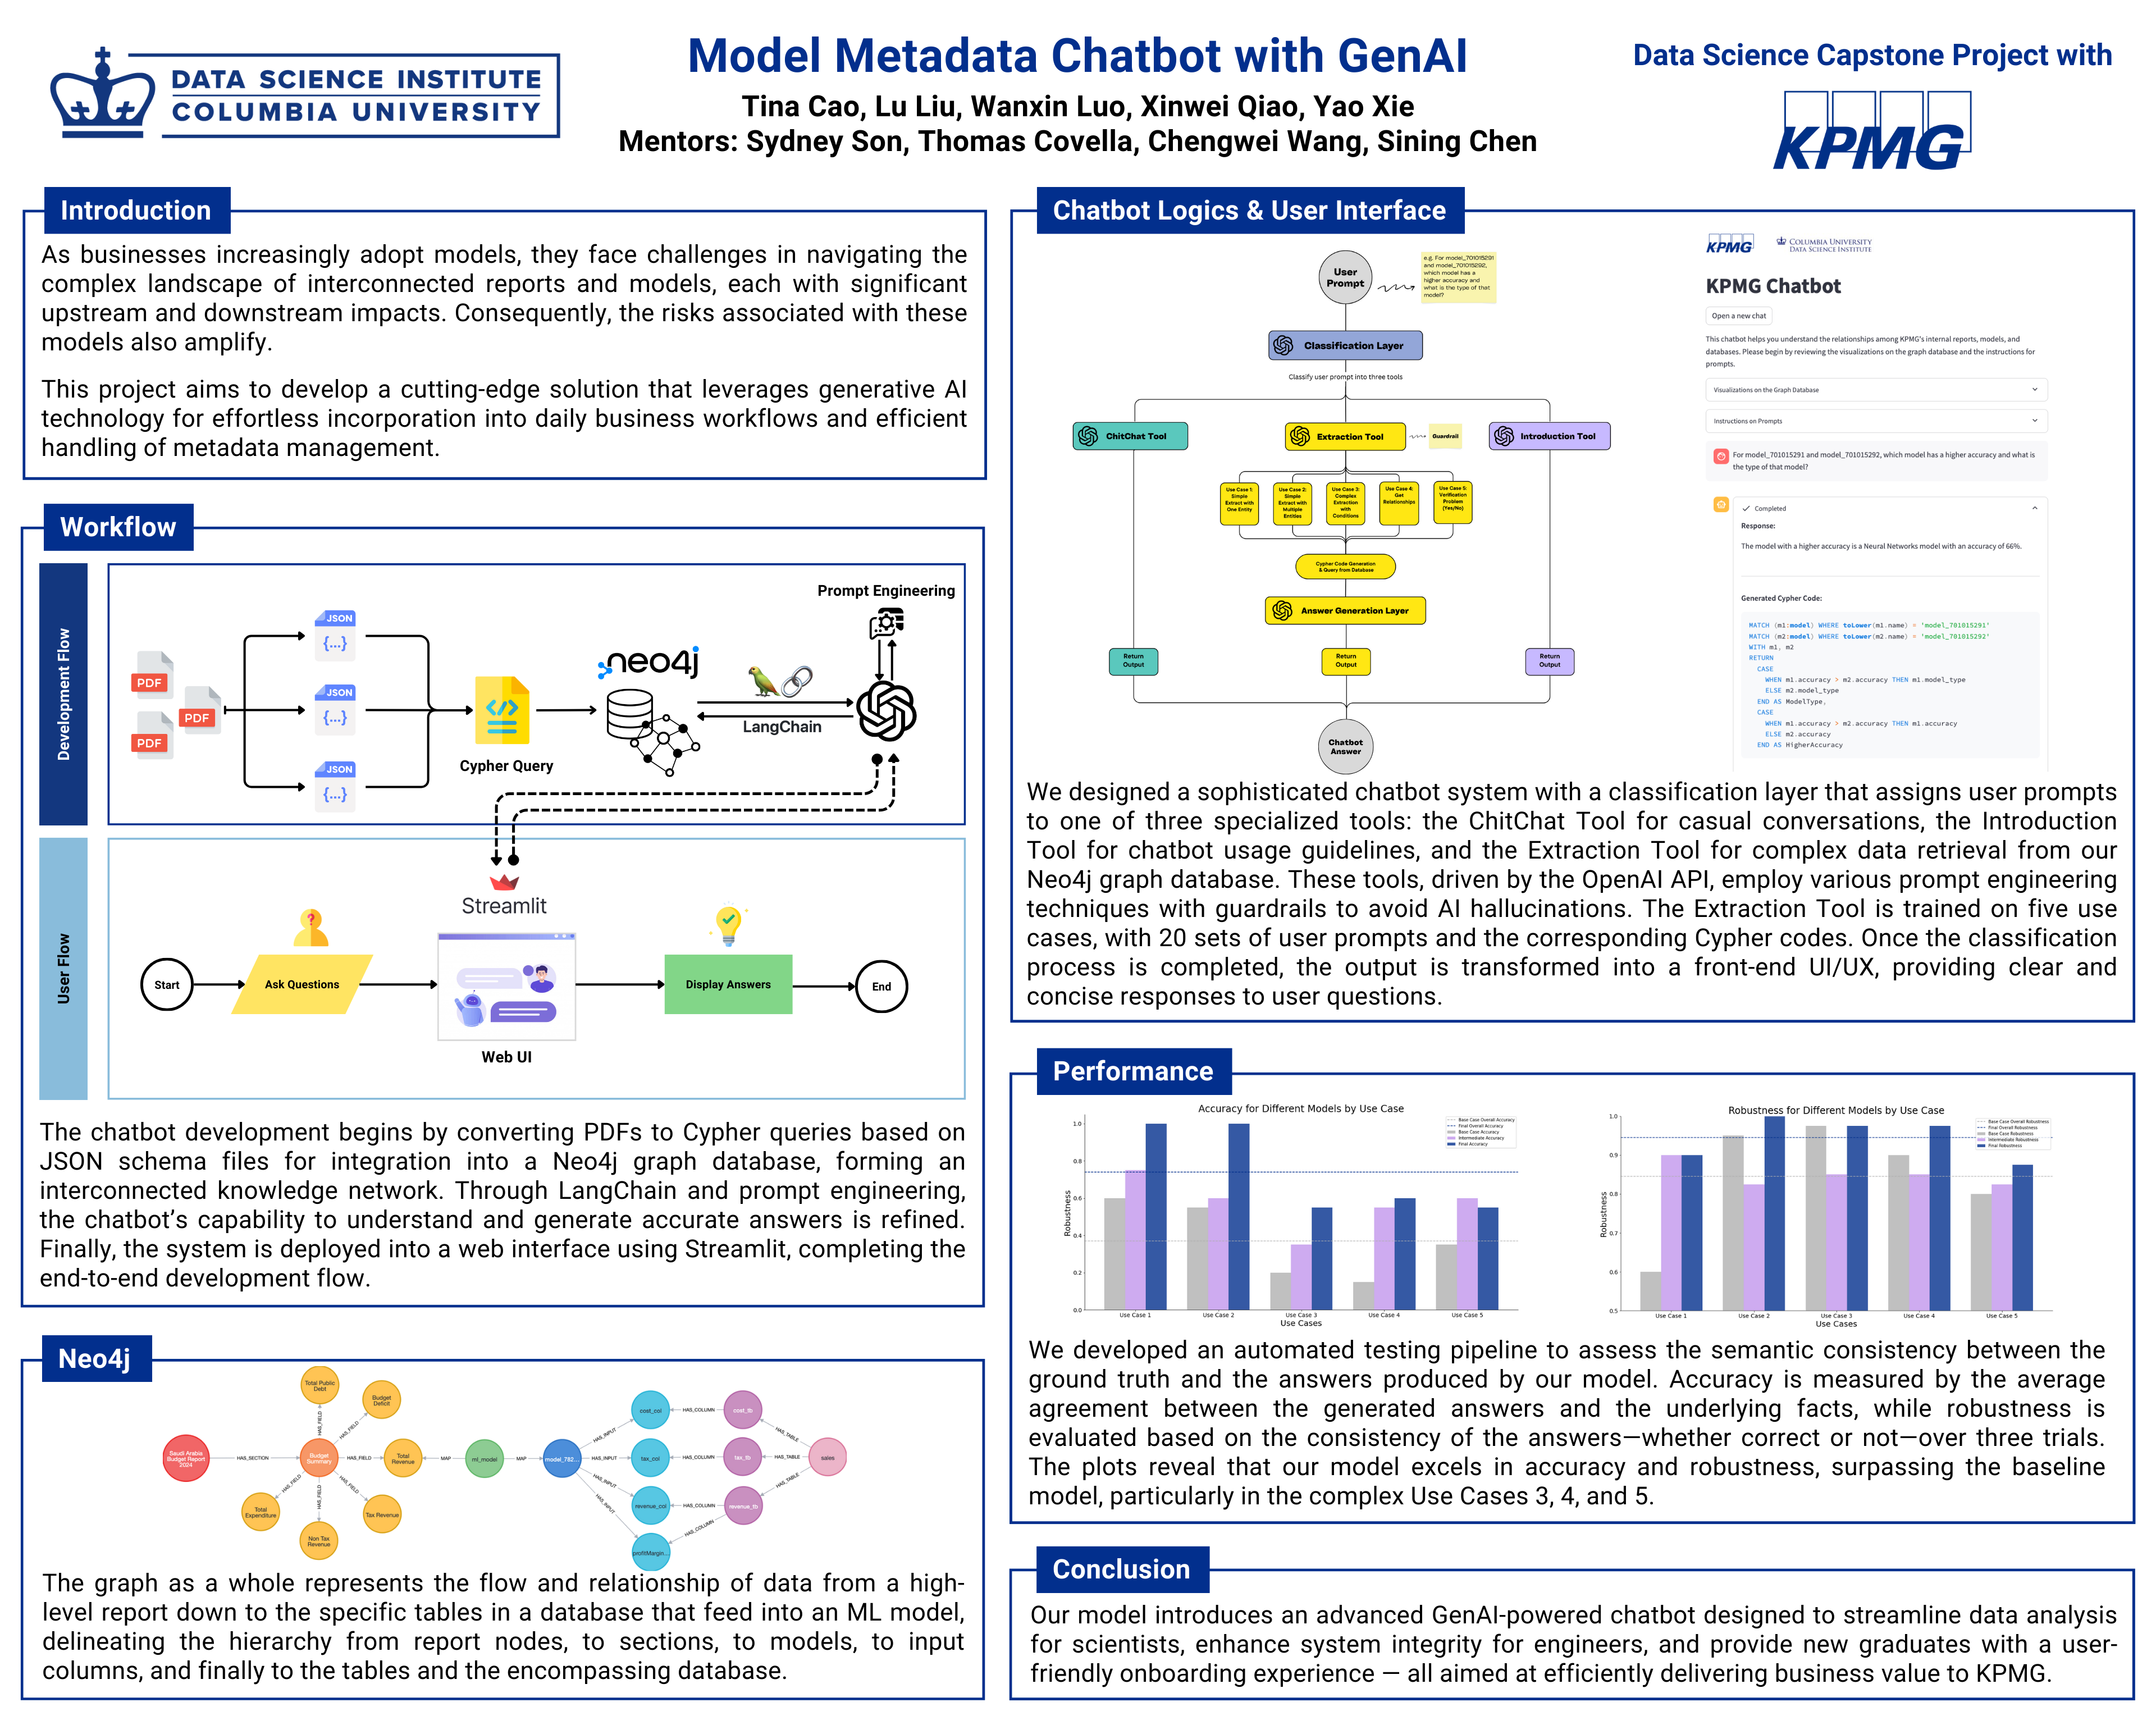 DATA SCIENCE INSTITUTE
COLUMBIA UNIVERSITY
Model Metadata Chatbot with GenAI
Tina Cao, Lu Liu, Wanxin Luo, Xinwei Qiao, Yao Xie
Mentors: Sydney Son, Thomas Covella, Chengwei Wang, Sining Chen
Data Science Capstone Project with
KPMG
Introduction
As businesses increasingly adopt models, they face challenges in navigating the
complex landscape of interconnected reports and models, each with significant
upstream and downstream impacts. Consequently, the risks associated with these
models also amplify.
This project aims to develop a cutting-edge solution that leverages generative AI
technology for effortless incorporation into daily business workflows and efficient
handling of metadata management.
Workflow
Development Flow
PDF
PDF
PDF
JSON
{...}
JSON
{...}
JSON
{...}
Cypher Query
neo4j
LangChain
Prompt Engineering
User Flow
Streamlit
Start
Ask Questions
Web UI
Display Answers
End
The chatbot development begins by converting PDFs to Cypher queries based on
JSON schema files for integration into a Neo4j graph database, forming an
interconnected knowledge network. Through LangChain and prompt engineering,
the chatbot’s capability to understand and generate accurate answers is refined.
Finally, the system is deployed into a web interface using Streamlit, completing the
end-to-end development flow.
Neo4j
Total Public
Debt
Budget
Deficit
Saudi Arabia
Budget Report
2024
HAS_SECTION
Budget
Summary
HAS_FIELD
HAS_FIELD
HAS_FIELD
HAS_FIELD
HAS_FIELD
HAS_FIELD
Total
Revenue
MAP
ml_model
MAP
model_782...
Total
Expenditure
Non Tax
Revenue
Tax Revenue
HAS_INPUT
HAS_INPUT
HAS_INPUT
HAS_INPUT
cost_col
tax_col
revenue_col
profitMargin...
HAS_COLUMN
HAS_COLUMN
HAS_COLUMN
HAS_COLUMN
cost_tb
tax_tb
revenue_tb
HAS_TABLE
HAS_TABLE
HAS_TABLE
sales
The graph as a whole represents the flow and relationship of data from a high-
level report down to the specific tables in a database that feed into an ML model,
delineating the hierarchy from report nodes, to sections, to models, to input
columns, and finally to the tables and the encompassing database.
Chatbot Logics & User Interface
User
Prompt
e.g. For model_701015291
and model_701015292,
which model has a
higher accuracy and
what is the type of that
model?
Classification Layer
Classify user prompt into three tools
ChitChat Tool
Extraction Tool
Guardrail
Introduction Tool
Use Case 1:
Simple
Extract with
One Entity
Use Case 2:
Simple
Extract with
Multiple
Entities
Use Case 3:
Complex
Extraction
with
Conditions
Use Case 4:
Get
Relationships
Use Case 5:
Verification
Problem
(Yes/No)
Cypher Code Generation
& Query from Database
Answer Generation Layer
Return
Output
Return
Output
Return
Output
Chatbot
Answer
KPMG
COLUMBIA UNIVERSITY
DATA SCIENCE INSTITUTE
KPMG Chatbot
Open a new chat
This chatbot helps you understand the relationships among KPMG's internal reports, models, and
databases. Please begin by reviewing the visualizations on the graph database and the instructions for
prompts.
Visualizations on the Graph Database
Instructions on Prompts
For model_701015291 and model_701015292, which model has a higher accuracy and what is
the type of that model?
Completed
Response:
The model with a higher accuracy is a Neural Networks model with an accuracy of 66%.
Generated Cypher Code:
MATCH (m1:model) WHERE toLower(m1.name) = 'model_701015291'
MATCH (m2:model) WHERE toLower(m2.name) = 'model_701015292'
WITH m1, m2
RETURN
CASE
WHEN m1.accuracy > m2.accuracy THEN m1.model_type
ELSE m2.model_type
END AS ModelType,
CASE
WHEN m1.accuracy > m2.accuracy THEN m1.accuracy
ELSE m2.accuracy
END AS HigherAccuracy
We designed a sophisticated chatbot system with a classification layer that assigns user prompts
to one of three specialized tools: the ChitChat Tool for casual conversations, the Introduction
Tool for chatbot usage guidelines, and the Extraction Tool for complex data retrieval from our
Neo4j graph database. These tools, driven by the OpenAI API, employ various prompt engineering
techniques with guardrails to avoid AI hallucinations. The Extraction Tool is trained on five use
cases, with 20 sets of user prompts and the corresponding Cypher codes. Once the classification
process is completed, the output is transformed into a front-end UI/UX, providing clear and
concise responses to user questions.
Performance
Accuracy for Different Models by Use Case
Base Case Overall Accuracy
Final Overall Accuracy
Base Case Accuracy
Intermediate Accuracy
Final Accuracy
Robustness
1.0
0.8
0.6
0.4
0.2
0.0
Use Case 1
Use Case 2
Use Case 3
Use Case 4
Use Case 5
Use Cases
Robustness for Different Models by Use Case
Base Case Overall Robustness
Final Overall Robustness
Base Case Robustness
Intermediate Robustness
Final Robustness
Robustness
1.0
0.9
0.8
0.7
0.6
0.5
Use Case 1
Use Case 2
Use Case 3
Use Case 4
Use Case 5
Use Cases
We developed an automated testing pipeline to assess the semantic consistency between the
ground truth and the answers produced by our model. Accuracy is measured by the average
agreement between the generated answers and the underlying facts, while robustness is
evaluated based on the consistency of the answers—whether correct or not—over three trials.
The plots reveal that our model excels in accuracy and robustness, surpassing the baseline
model, particularly in the complex Use Cases 3, 4, and 5.
Conclusion
Our model introduces an advanced GenAI-powered chatbot designed to streamline data analysis
for scientists, enhance system integrity for engineers, and provide new graduates with a user-
friendly onboarding experience — all aimed at efficiently delivering business value to KPMG.